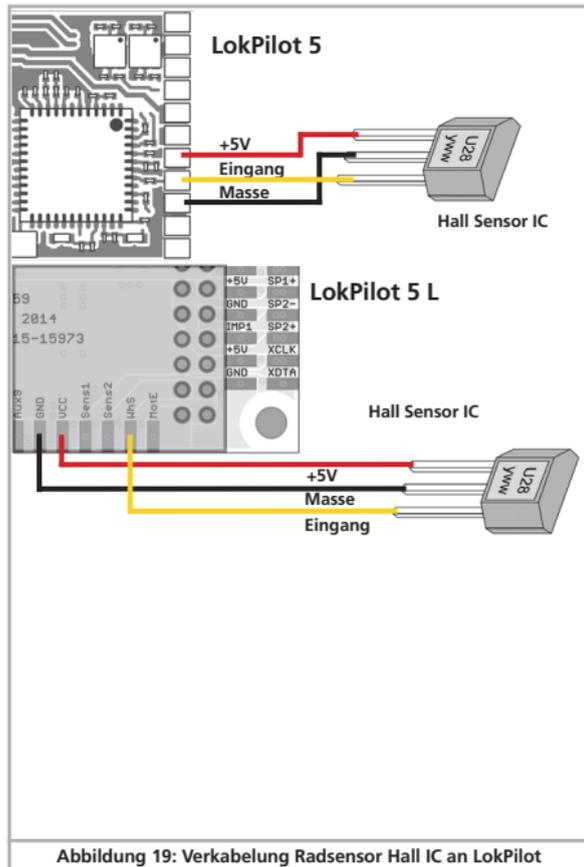 LokPilot 5
+5V
Eingang
Masse
U28
yww
Hall Sensor IC
LokPilot 5 L
+5V SP1+
59 GND SP2-
2014 IMP1 SP2+
15-15973 +5V XCLK
GND XDTA
AUX9 GND VCC Sens1 Sens2 WhS MotE
Hall Sensor IC
+5V
Masse
Eingang
U28
yww
Abbildung 19: Verkabelung Radsensor Hall IC an LokPilot